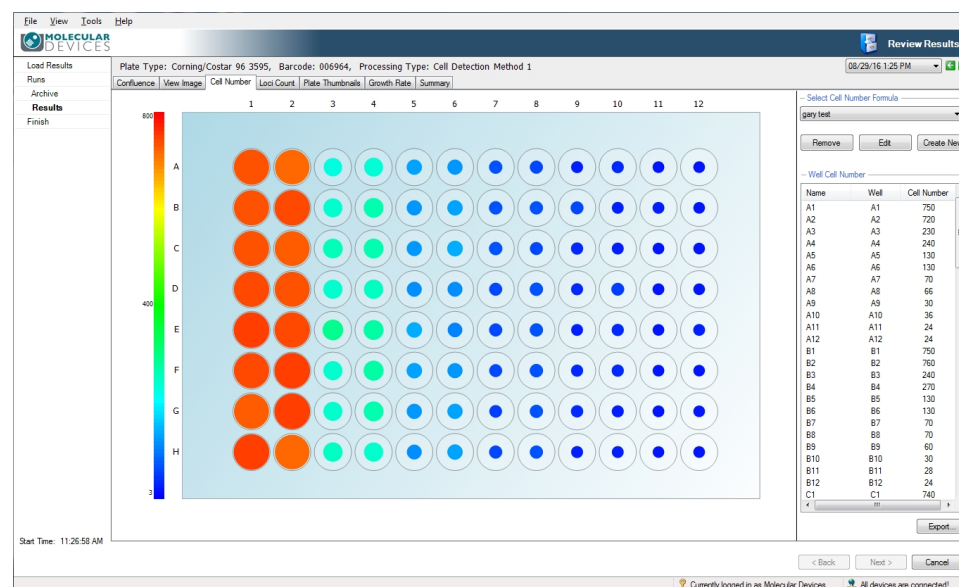 File View Tools Help
MOLECULAR
DEVICES
Review Results
Load Results
Runs
Archive
Results
Finish
Plate Type: Corning/Costar 96 3595, Barcode: 006964, Processing Type: Cell Detection Method 1
08/29/16 1:25 PM
Confluence View Image Cell Number Loci Count Plate Thumbnails Growth Rate Summary
1 2 3 4 5 6 7 8 9 10 11 12
800
400
3
A
B
C
D
E
F
G
H
Select Cell Number Formula
gary test
Remove Edit Create New
Well Cell Number
Name Well Cell Number
A1 A1 750
A2 A2 720
A3 A3 230
A4 A4 240
A5 A5 130
A6 A6 130
A7 A7 70
A8 A8 66
A9 A9 30
A10 A10 36
A11 A11 24
A12 A12 24
B1 B1 750
B2 B2 760
B3 B3 240
B4 B4 270
B5 B5 130
B6 B6 130
B7 B7 70
B8 B8 70
B9 B9 60
B10 B10 30
B11 B11 28
B12 B12 24
C1 C1 740
Export...
Start Time: 11:26:58 AM
< Back Next > Cancel
Currently logged in as Molecular Devices All devices are connected!